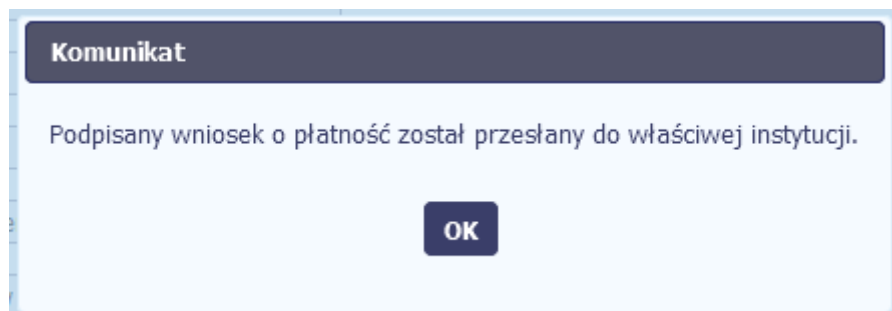 Komunikat
Podpisany wniosek o płatność został przesłany do właściwej instytucji.
OK